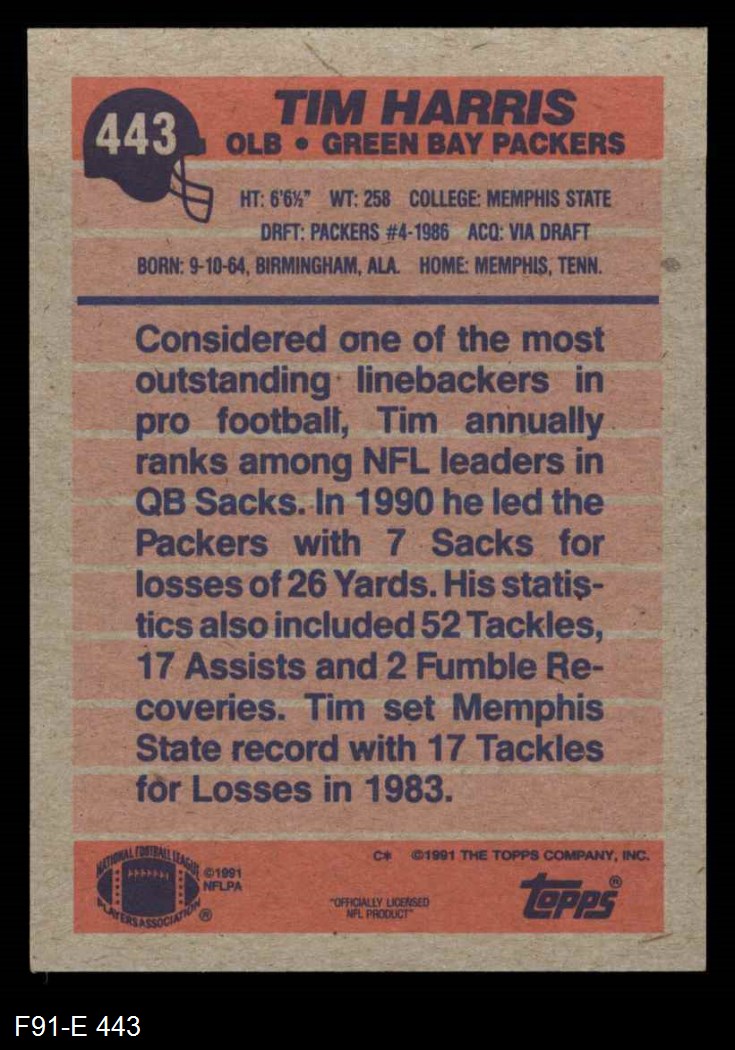 443
TIM HARRIS
OLB • GREEN BAY PACKERS
HT: 6'6½" WT: 258 COLLEGE: MEMPHIS STATE
DRFT: PACKERS #4-1986 ACQ: VIA DRAFT
BORN: 9-10-64, BIRMINGHAM, ALA. HOME: MEMPHIS, TENN.
Considered one of the most
outstanding linebackers in
pro football, Tim annually
ranks among NFL leaders in
QB Sacks. In 1990 he led the
Packers with 7 Sacks for
losses of 26 Yards. His statis-
tics also included 52 Tackles,
17 Assists and 2 Fumble Re-
coveries. Tim set Memphis
State record with 17 Tackles
for Losses in 1983.
NATIONAL FOOTBALL LEAGUE
PLAYERS ASSOCIATION ®
©1991
NFLPA
C* ©1991 THE TOPPS COMPANY, INC.
"OFFICIALLY LICENSED
NFL PRODUCT"
Topps®
F91-E 443